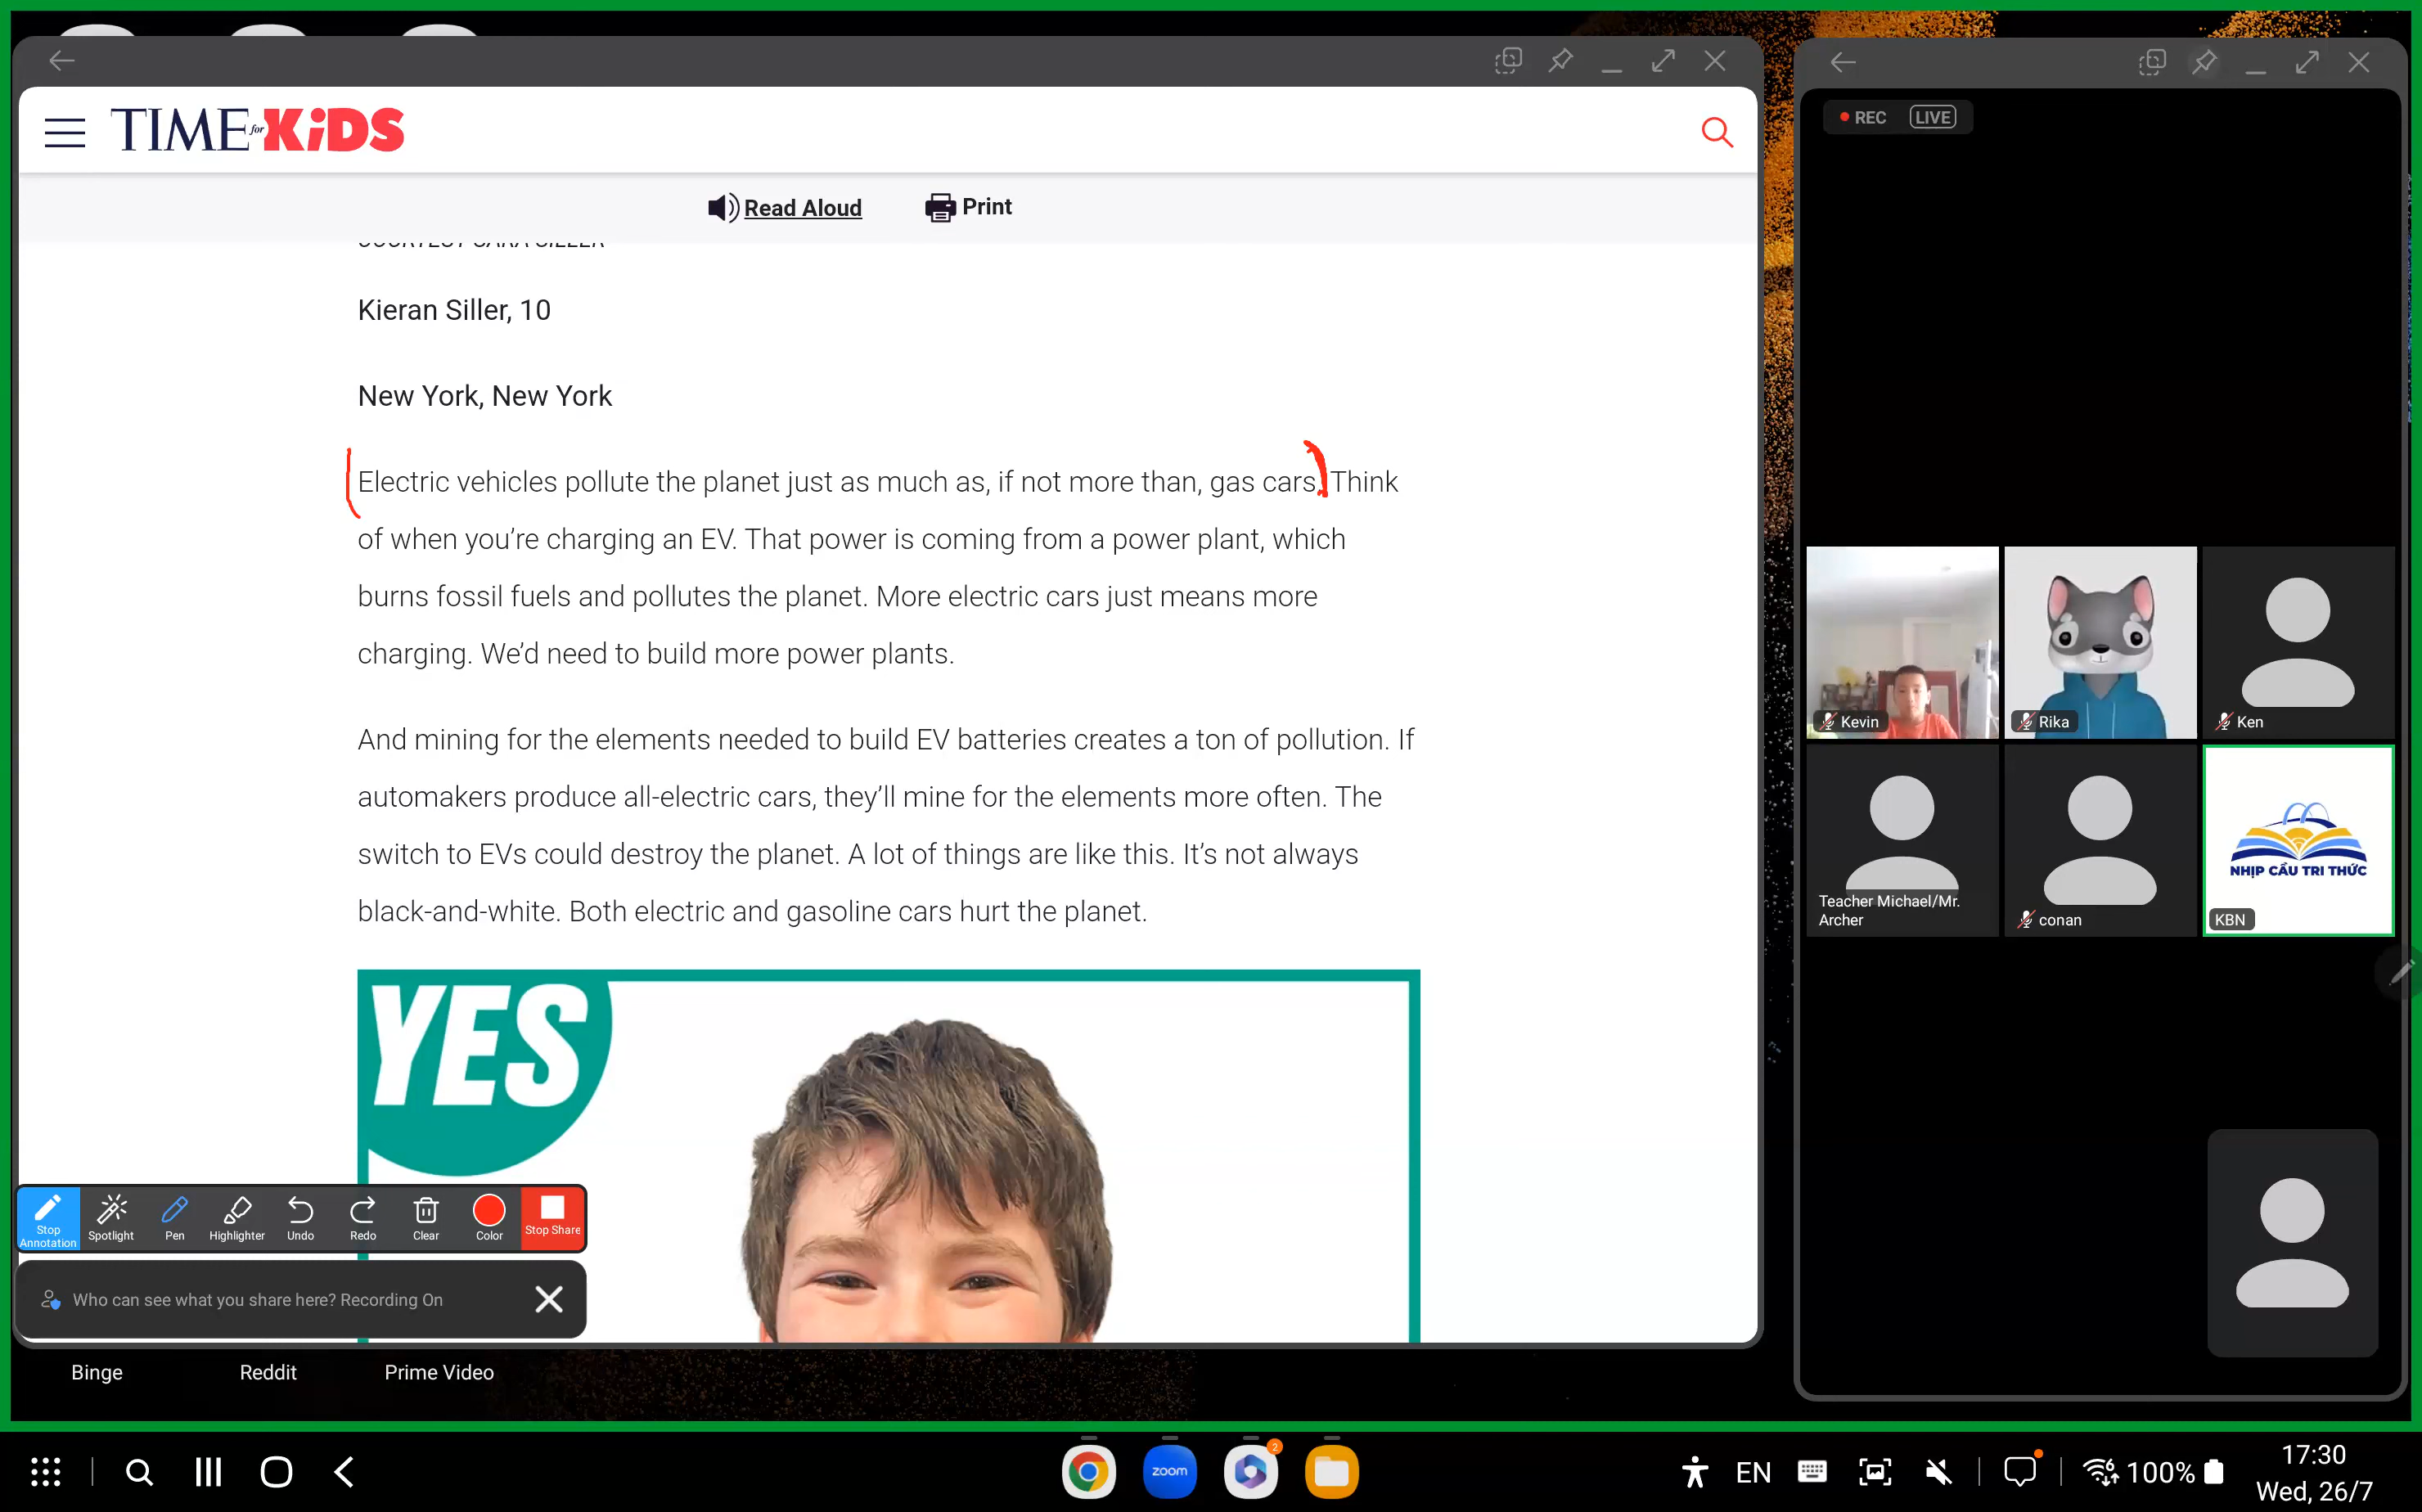 TIME for KiDS
Read Aloud
Print
COURTESY SARA SILLER
Kieran Siller, 10
New York, New York
Electric vehicles pollute the planet just as much as, if not more than, gas cars. Think
of when you’re charging an EV. That power is coming from a power plant, which
burns fossil fuels and pollutes the planet. More electric cars just means more
charging. We’d need to build more power plants.
And mining for the elements needed to build EV batteries creates a ton of pollution. If
automakers produce all-electric cars, they’ll mine for the elements more often. The
switch to EVs could destroy the planet. A lot of things are like this. It’s not always
black-and-white. Both electric and gasoline cars hurt the planet.
YES
Stop Annotation
Spotlight
Pen
Highlighter
Undo
Redo
Clear
Color
Stop Share
Who can see what you share here? Recording On
Binge
Reddit
Prime Video
REC
LIVE
Kevin
Rika
Ken
Teacher Michael/Mr.
Archer
conan
NHỊP CẦU TRI THỨC
KBN
zoom
2
EN
6
100%
17:30
Wed, 26/7